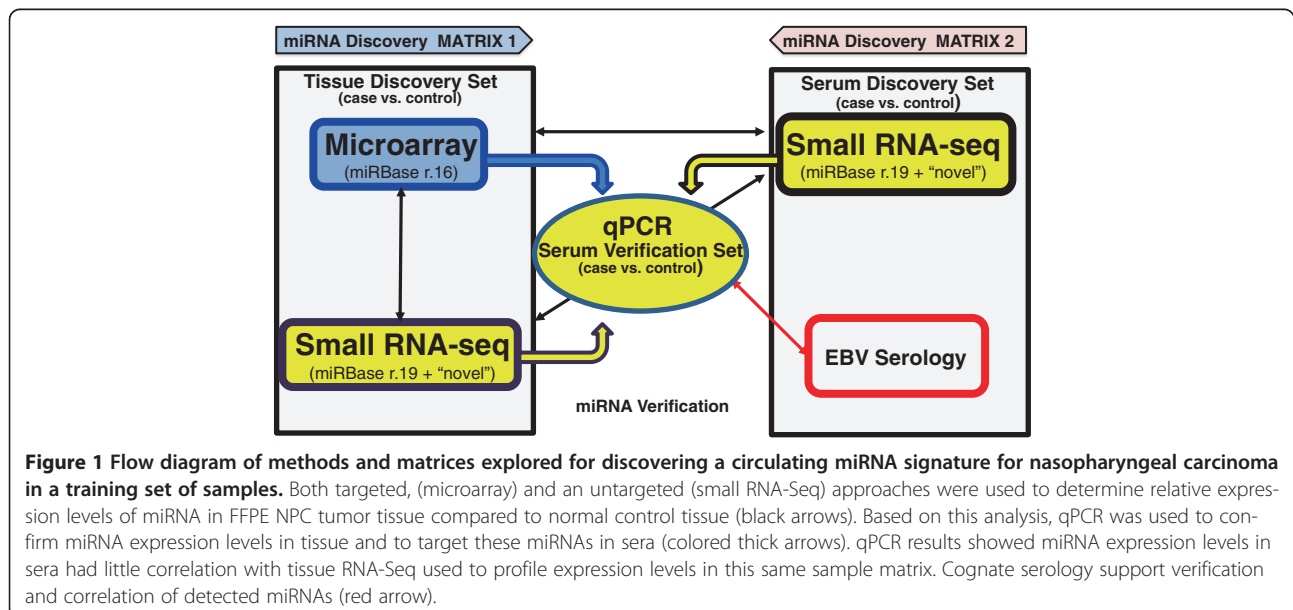 miRNA Discovery MATRIX 1
miRNA Discovery MATRIX 2
Tissue Discovery Set
(case vs. control)
Microarray
(miRBase r.16)
Small RNA-seq
(miRBase r.19 + “novel”)
qPCR
Serum Verification Set
(case vs. control)
miRNA Verification
Serum Discovery Set
(case vs. control)
Small RNA-seq
(miRBase r.19 + “novel”)
EBV Serology
Figure 1 Flow diagram of methods and matrices explored for discovering a circulating miRNA signature for nasopharyngeal carcinoma
in a training set of samples. Both targeted, (microarray) and an untargeted (small RNA-Seq) approaches were used to determine relative expres-
sion levels of miRNA in FFPE NPC tumor tissue compared to normal control tissue (black arrows). Based on this analysis, qPCR was used to con-
firm miRNA expression levels in tissue and to target these miRNAs in sera (colored thick arrows). qPCR results showed miRNA expression levels in
sera had little correlation with tissue RNA-Seq used to profile expression levels in this same sample matrix. Cognate serology support verification
and correlation of detected miRNAs (red arrow).